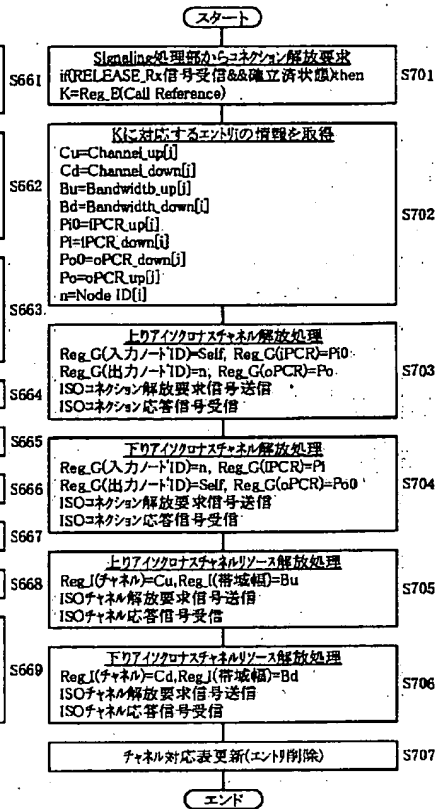 スタート
S661
Signaling処理部からコネクション解放要求
if(RELEASE_Rx信号受信&&確立済状態)then
K=Reg_E(Call Reference)
S701
S662
Kに対応するエントリiの情報を取得
Cu=Channel_up[i]
Cd=Channel_down[i]
Bu=Bandwidth_up[i]
Bd=Bandwidth_down[i]
Pi0=iPCR_up[i]
Pi=iPCR_down[i]
Po0=oPCR_down[i]
Po=oPCR_up[i]
n=Node ID[i]
S702
S663
上りアイソクロナスチャネル解放処理
Reg_G(入力ノードID)=Self, Reg_G(iPCR)=Pi0
Reg_G(出力ノードID)=n, Reg_G(oPCR)=Po
ISOコネクション解放要求信号送信
ISOコネクション応答信号受信
S703
S664
S665
下りアイソクロナスチャネル解放処理
Reg_G(入力ノードID)=n, Reg_G(iPCR)=Pi
Reg_G(出力ノードID)=Self, Reg_G(oPCR)=Po0
ISOコネクション解放要求信号送信
ISOコネクション応答信号受信
S704
S666
S667
上りアイソクロナスチャネルリソース解放処理
Reg_I(チャネル)=Cu,Reg_I(帯域幅)=Bu
ISOチャネル解放要求信号送信
ISOチャネル応答信号受信
S705
S668
下りアイソクロナスチャネルリソース解放処理
Reg_I(チャネル)=Cd,Reg_I(帯域幅)=Bd
ISOチャネル解放要求信号送信
ISOチャネル応答信号受信
S706
S669
チャネル対応表更新(エントリ削除)
S707
エンド